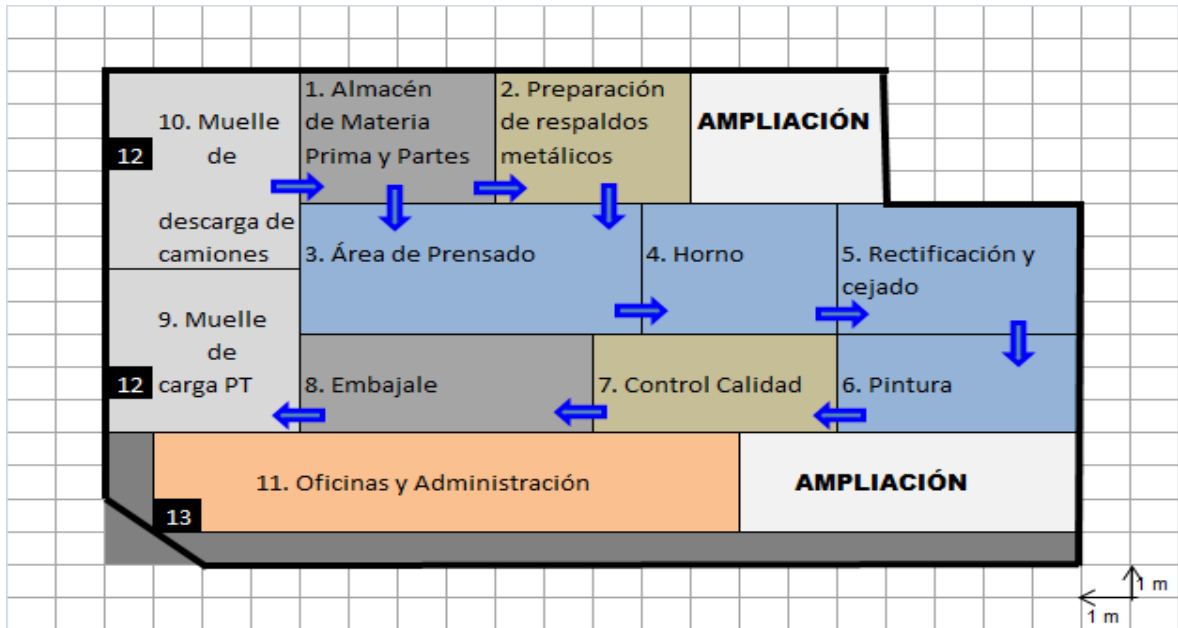 10. Muelle
de
descarga de
camiones
12
1. Almacén
de Materia
Prima y Partes
2. Preparación
de respaldos
metálicos
AMPLIACIÓN
3. Área de Prensado
4. Horno
5. Rectificación y
cejado
9. Muelle
de
carga PT
12
8. Embajale
7. Control Calidad
6. Pintura
11. Oficinas y Administración
13
AMPLIACIÓN
1 m
1 m